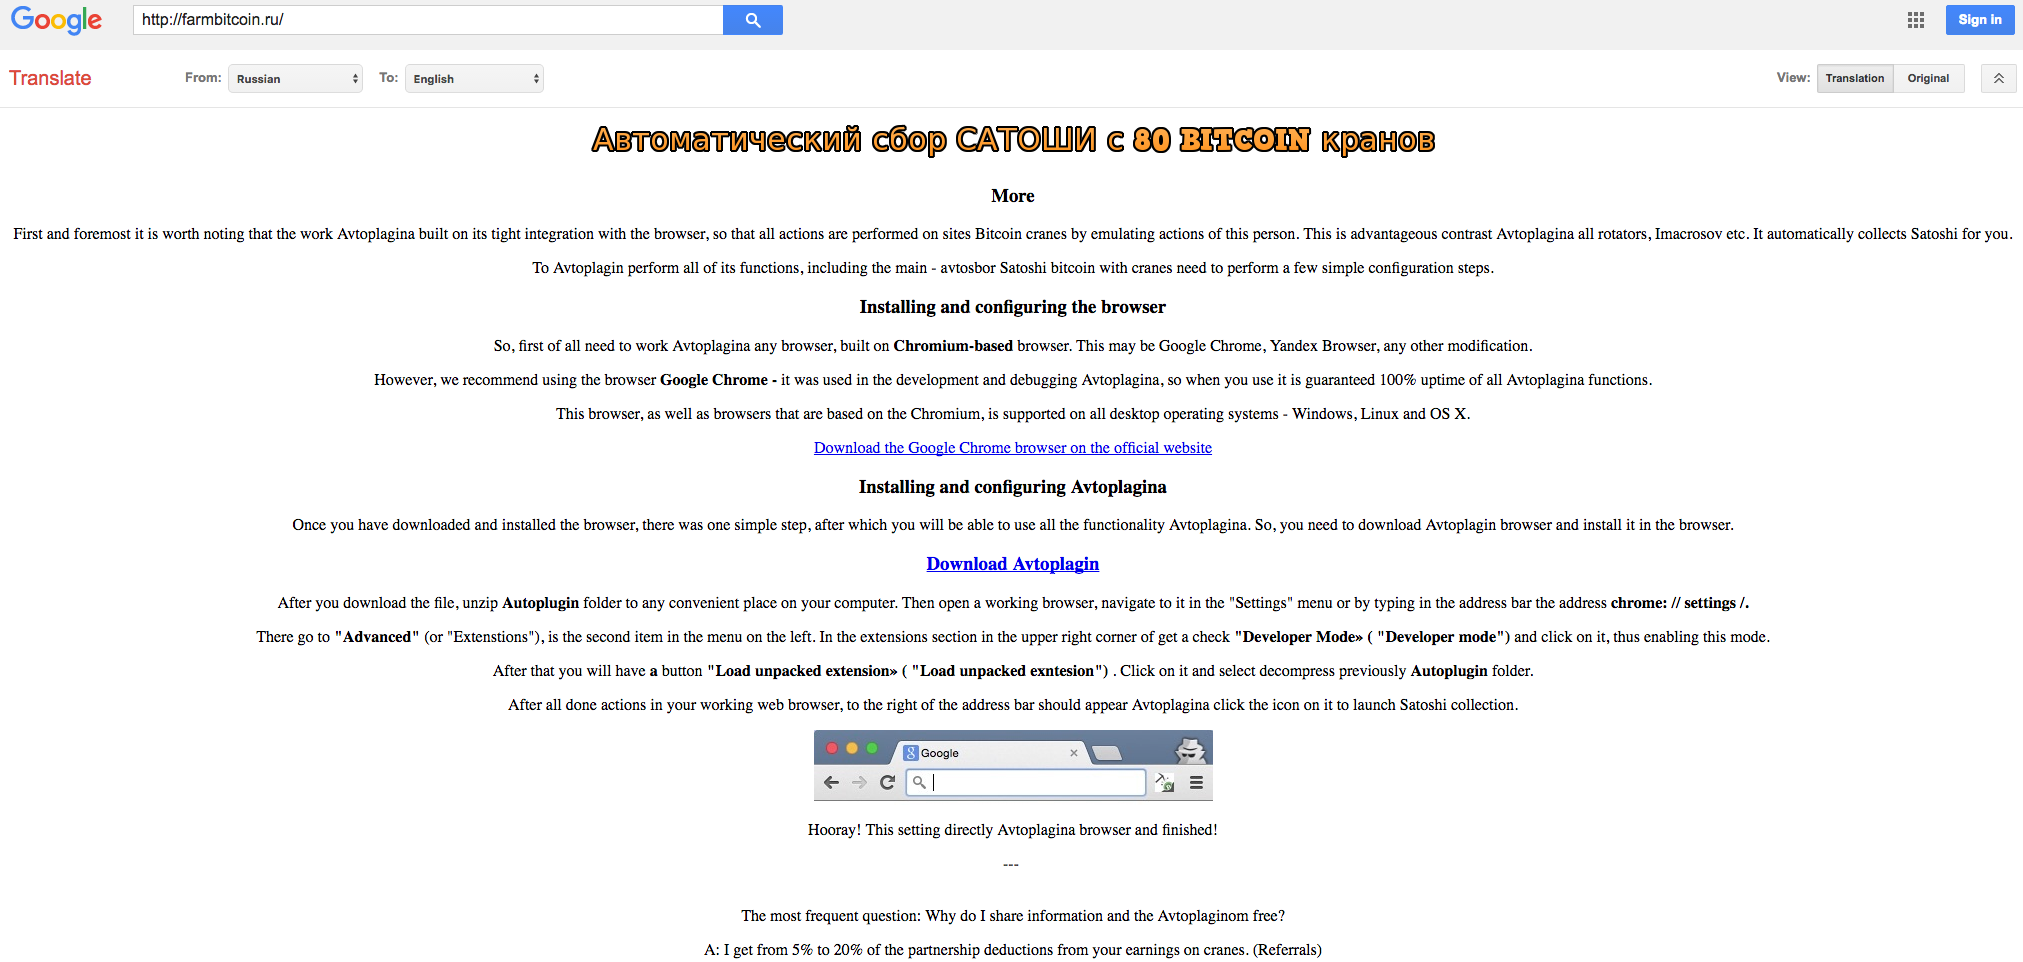 Google
http://farmbitcoin.ru/
Sign in
Translate
From: Russian To: English
View: Translation Original
Автоматический сбор САТОШИ с 80 BITCOIN кранов
More
First and foremost it is worth noting that the work Avtoplagina built on its tight integration with the browser, so that all actions are performed on sites Bitcoin cranes by emulating actions of this person. This is advantageous contrast Avtoplagina all rotators, Imacrosov etc. It automatically collects Satoshi for you.
To Avtoplagin perform all of its functions, including the main - avtosbor Satoshi bitcoin with cranes need to perform a few simple configuration steps.
Installing and configuring the browser
So, first of all need to work Avtoplagina any browser, built on Chromium-based browser. This may be Google Chrome, Yandex Browser, any other modification.
However, we recommend using the browser Google Chrome - it was used in the development and debugging Avtoplagina, so when you use it is guaranteed 100% uptime of all Avtoplagina functions.
This browser, as well as browsers that are based on the Chromium, is supported on all desktop operating systems - Windows, Linux and OS X.
Download the Google Chrome browser on the official website
Installing and configuring Avtoplagina
Once you have downloaded and installed the browser, there was one simple step, after which you will be able to use all the functionality Avtoplagina. So, you need to download Avtoplagin browser and install it in the browser.
Download Avtoplagin
After you download the file, unzip Autoplugin folder to any convenient place on your computer. Then open a working browser, navigate to it in the "Settings" menu or by typing in the address bar the address chrome: // settings /.
There go to "Advanced" (or "Extenstions"), is the second item in the menu on the left. In the extensions section in the upper right corner of get a check "Developer Mode» ( "Developer mode") and click on it, thus enabling this mode.
After that you will have a button "Load unpacked extension» ( "Load unpacked exntesion") . Click on it and select decompress previously Autoplugin folder.
After all done actions in your working web browser, to the right of the address bar should appear Avtoplagina click the icon on it to launch Satoshi collection.
Google
Hooray! This setting directly Avtoplagina browser and finished!
---
The most frequent question: Why do I share information and the Avtoplaginom free?
A: I get from 5% to 20% of the partnership deductions from your earnings on cranes. (Referrals)